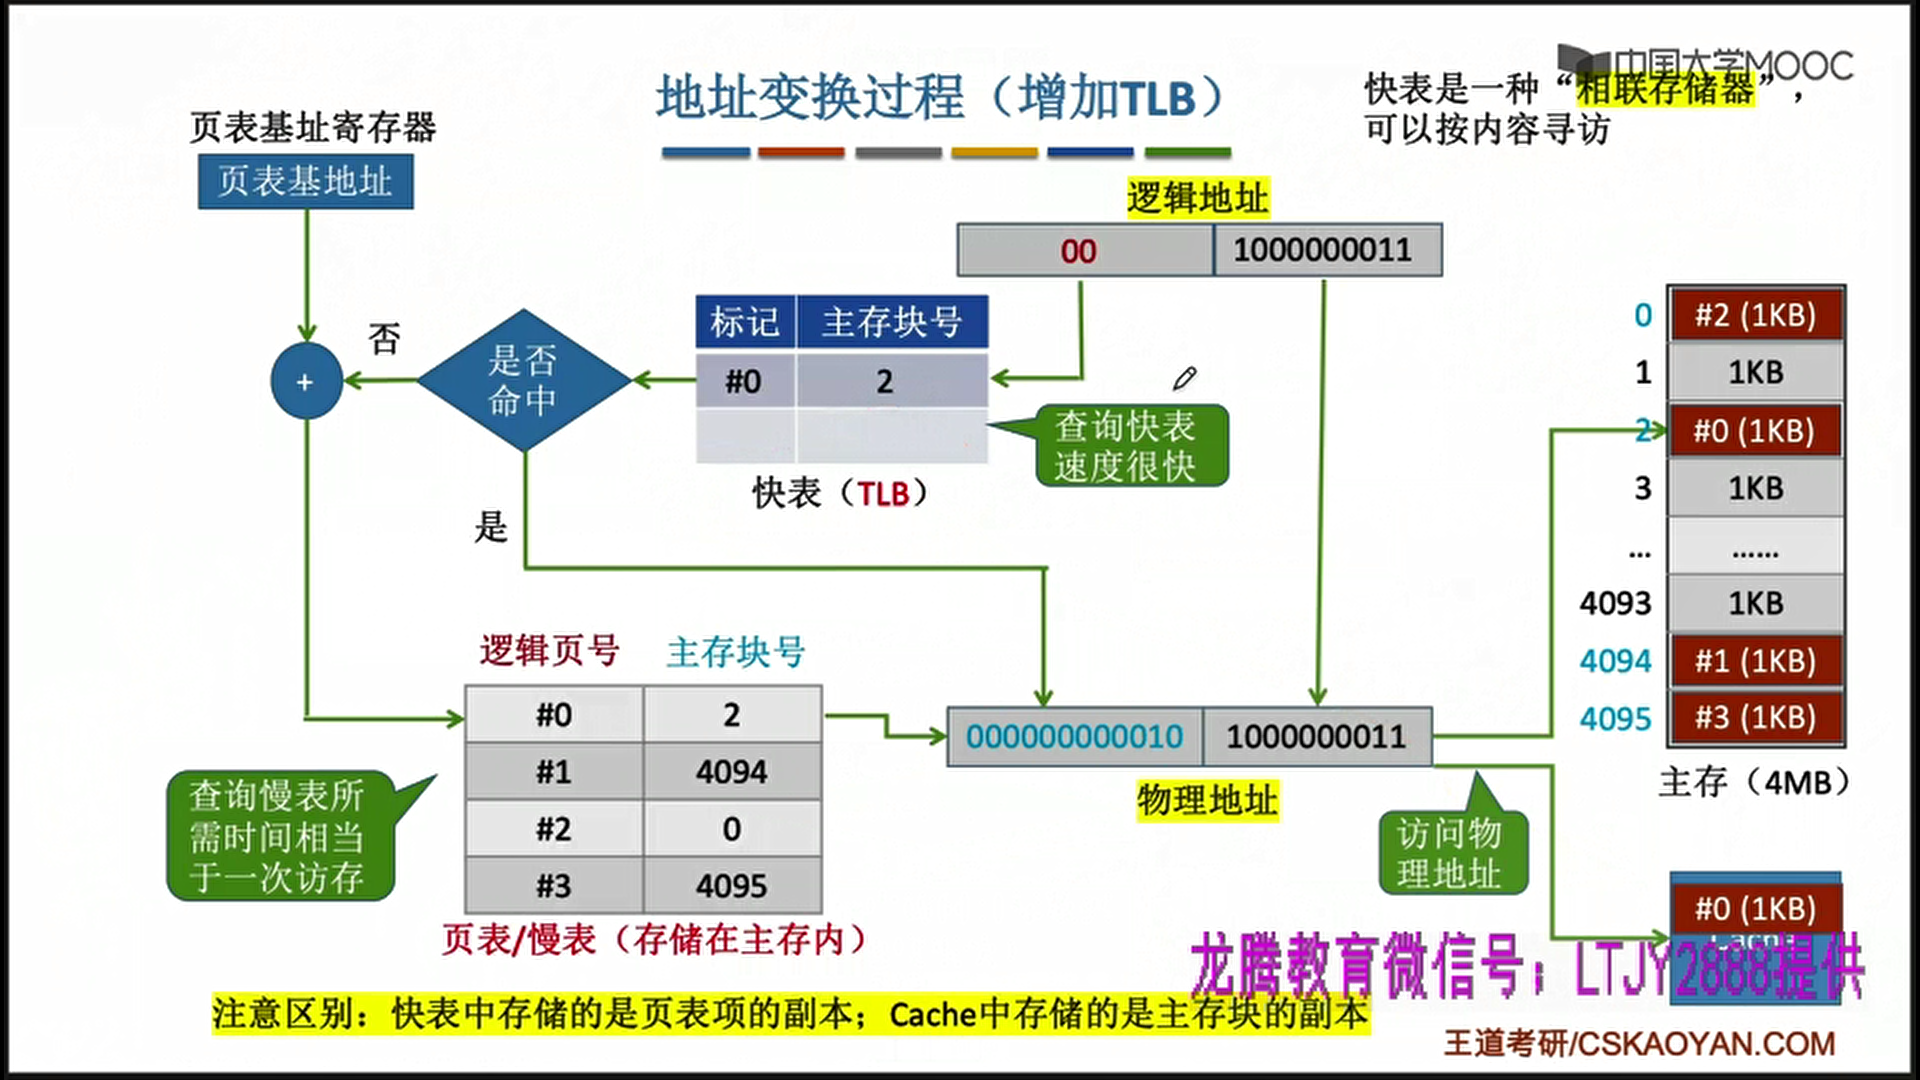 中国大学MOOC
地址变换过程（增加TLB）
快表是一种“相联存储器”，
可以按内容寻访
页表基址寄存器
页表基地址
逻辑地址
00 1000000011
标记 主存块号
#0 2
快表（TLB）
查询快表
速度很快
是否
命中
否
是
+
逻辑页号 主存块号
#0 2
#1 4094
#2 0
#3 4095
页表/慢表（存储在主存内）
查询慢表所
需时间相当
于一次访存
000000000010 1000000011
物理地址
访问物
理地址
0 #2 (1KB)
1 1KB
2 #0 (1KB)
3 1KB
... ......
4093 1KB
4094 #1 (1KB)
4095 #3 (1KB)
主存（4MB）
#0 (1KB)
Cache
龙腾教育微信号：LTJY2888提供
注意区别：快表中存储的是页表项的副本；Cache中存储的是主存块的副本
王道考研/CSKAOYAN.COM